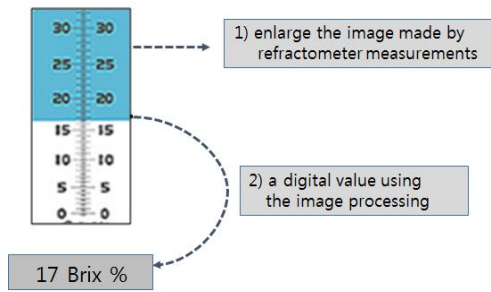 30 30
25 25
20 20
15 15
10 10
5 5
0 0
1) enlarge the image made by
refractometer measurements
2) a digital value using
the image processing
17 Brix %